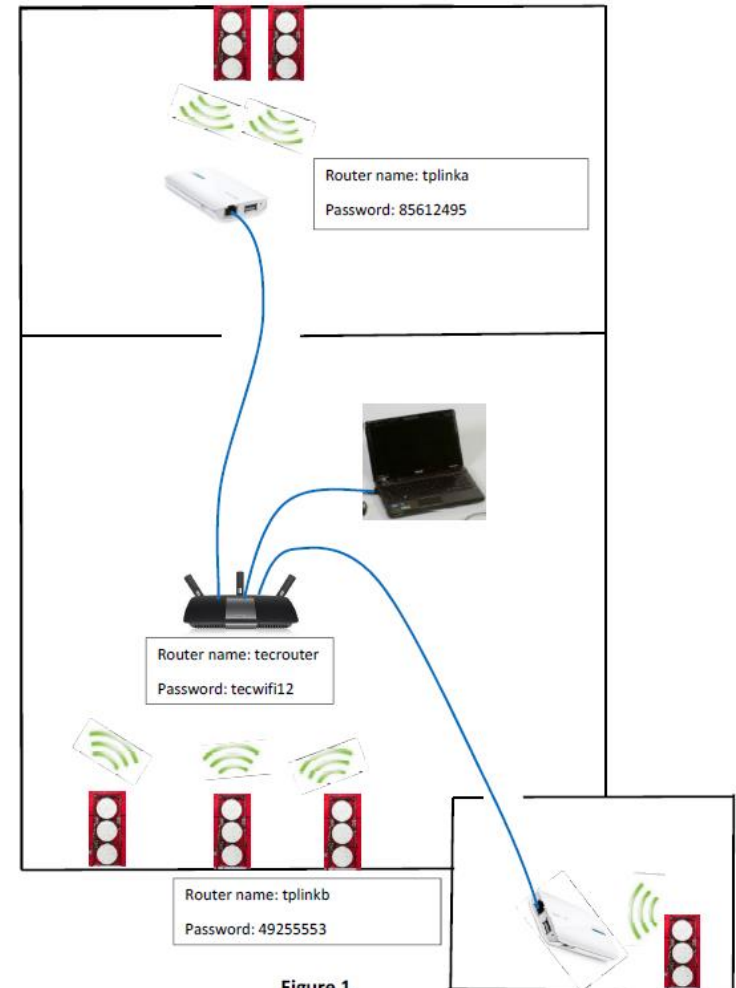 Router name: tplinka
Password: 85612495
Router name: tecrouter
Password: tecwifi12
Router name: tplinkb
Password: 49255553
Figure 1